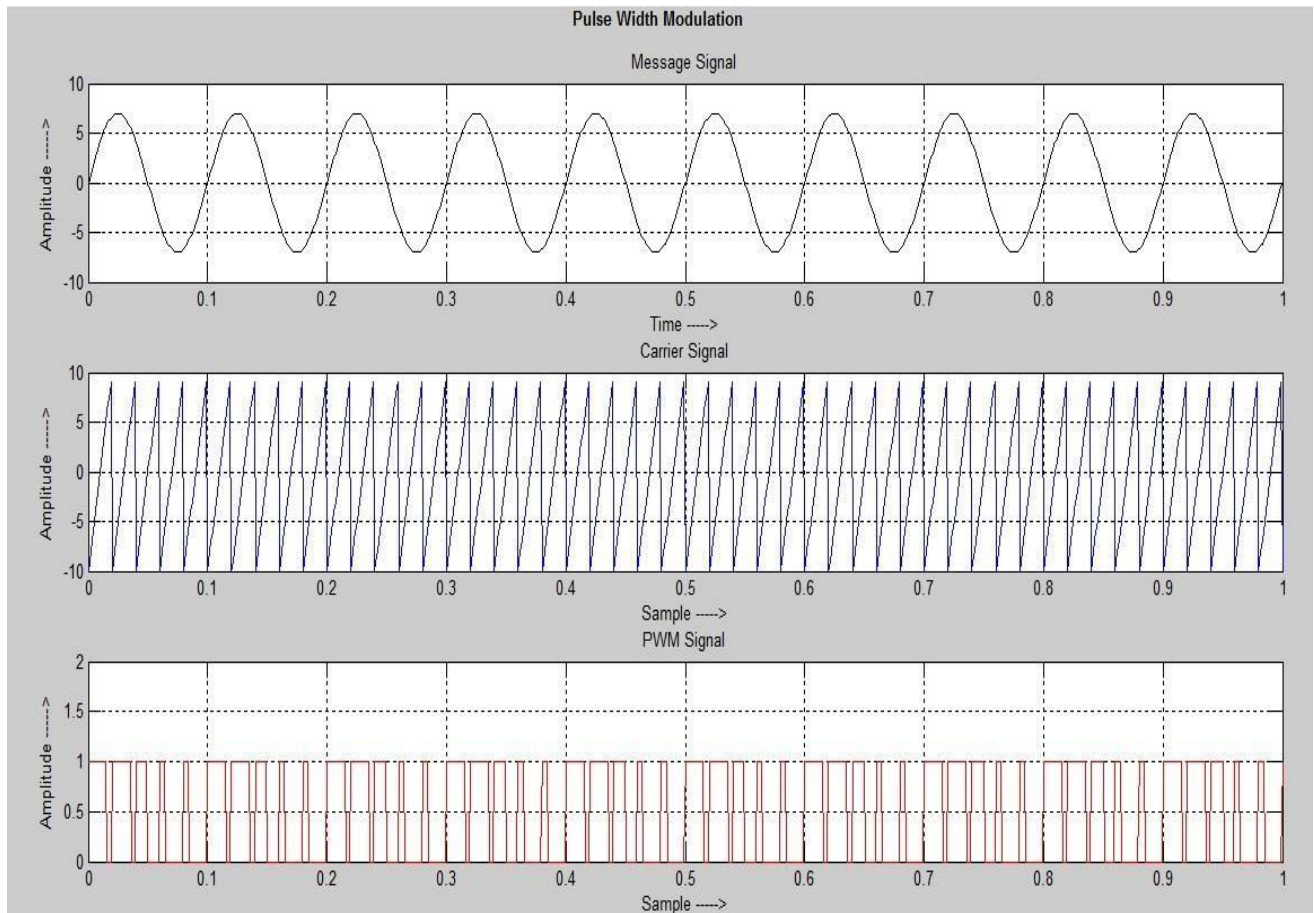 Pulse Width Modulation
Message Signal
Amplitude ----->
10
5
0
-5
-10
0 0.1 0.2 0.3 0.4 0.5 0.6 0.7 0.8 0.9 1
Time ----->
Carrier Signal
Amplitude ------>
10
5
0
-5
-10
0 0.1 0.2 0.3 0.4 0.5 0.6 0.7 0.8 0.9 1
Sample ----->
PWM Signal
Amplitude ----->
2
1.5
1
0.5
0
0 0.1 0.2 0.3 0.4 0.5 0.6 0.7 0.8 0.9 1
Sample ----->